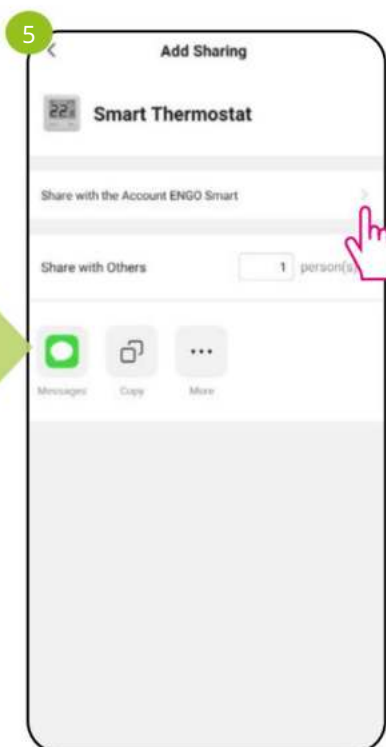 5
Add Sharing
22.
Smart Thermostat
Share with the Account ENGO Smart
Share with Others 1 person(s)
Messages Copy More